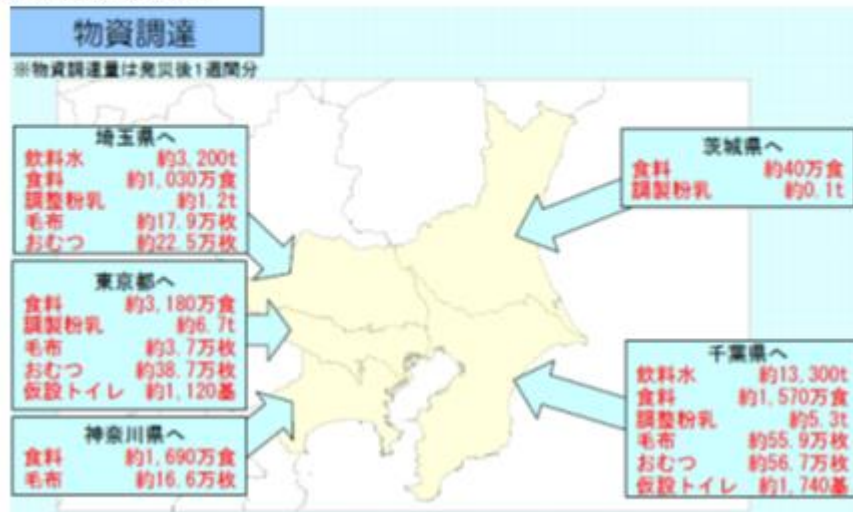 物資調達
※物資調達量は発災後1週間分
埼玉県へ
飲料水 約3,200t
食料 約1,030万食
調整粉乳 約1.2t
毛布 約17.9万枚
おむつ 約22.5万枚
東京都へ
食料 約3,180万食
調製粉乳 約6.7t
毛布 約3.7万枚
おむつ 約38.7万枚
仮設トイレ 約1,120基
神奈川県へ
食料 約1,690万食
毛布 約16.6万枚
茨城県へ
食料 約40万食
調製粉乳 約0.1t
千葉県へ
飲料水 約13,300t
食料 約1,570万食
調整粉乳 約5.3t
毛布 約55.9万枚
おむつ 約56.7万枚
仮設トイレ 約1,740基